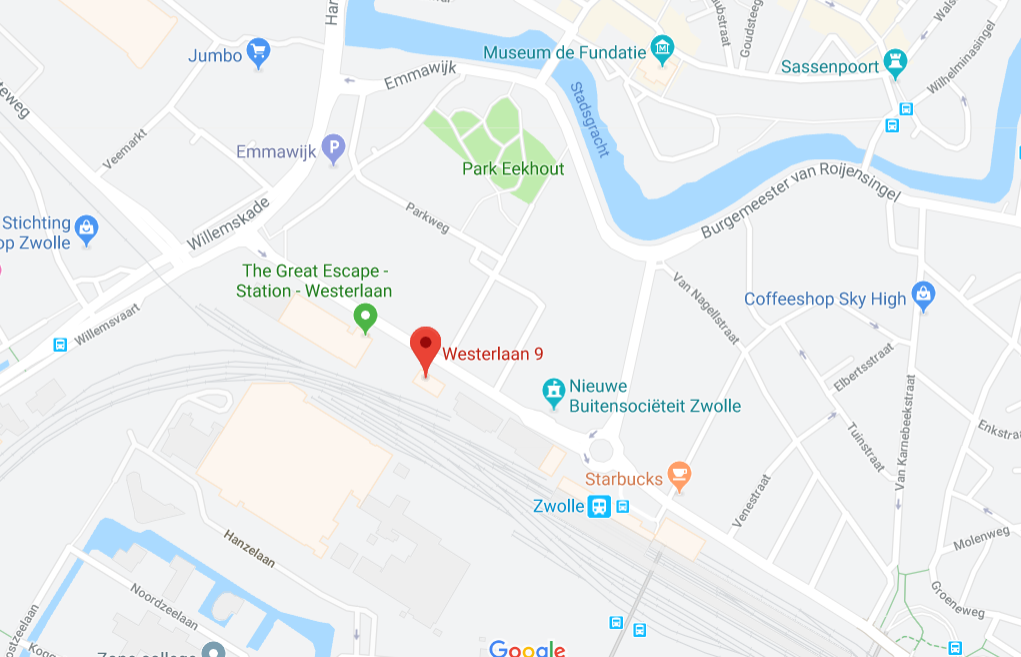 Jumbo
Museum de Fundatie
Goudsteeg
Sassenpoort
Wilhelminasingel
Emmawijk
Stadsgracht
Veemarkt
Emmawijk
P
Park Eekhout
Burgemeester van Roijensingel
Parkweg
Willemskade
Stichting
op Zwolle
The Great Escape -
Station - Westerlaan
Van Nagellstraat
Coffeeshop Sky High
Willemsvaart
Westerlaan 9
Elbertsstraat
Nieuwe
Buitensociëteit Zwolle
Van Karnebeekstraat
Tuinstraat
Enkstra
Starbucks
Zwolle
Venestraat
Molenweg
Hanzelaan
Noordzeelaan
Groeneweg
Google